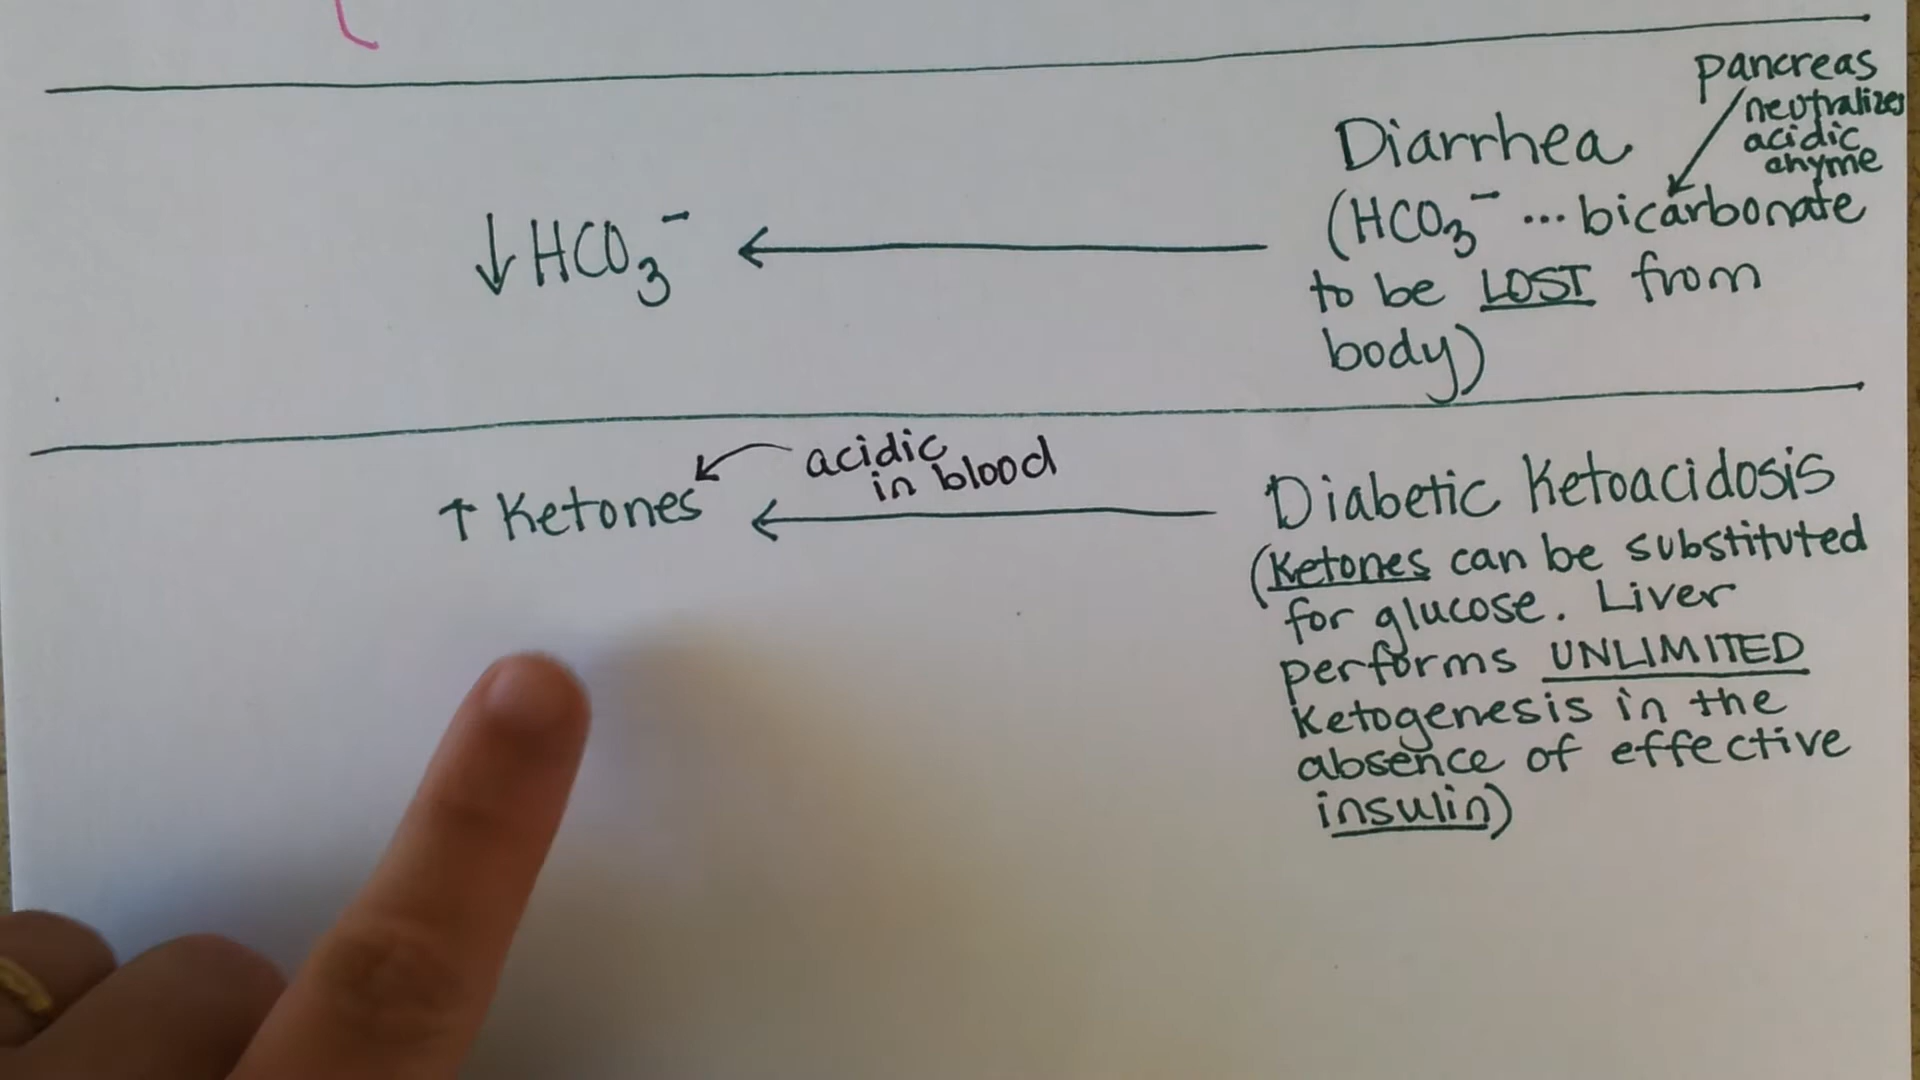 pancreas
neutralizes
acidic
chyme
Diarrhea
(HCO3⁻ ... bicarbonate
to be LOST from
body)
↓ HCO3⁻
acidic
in blood
↑ Ketones
Diabetic Ketoacidosis
(Ketones can be substituted
for glucose. Liver
performs UNLIMITED
Ketogenesis in the
absence of effective
insulin)